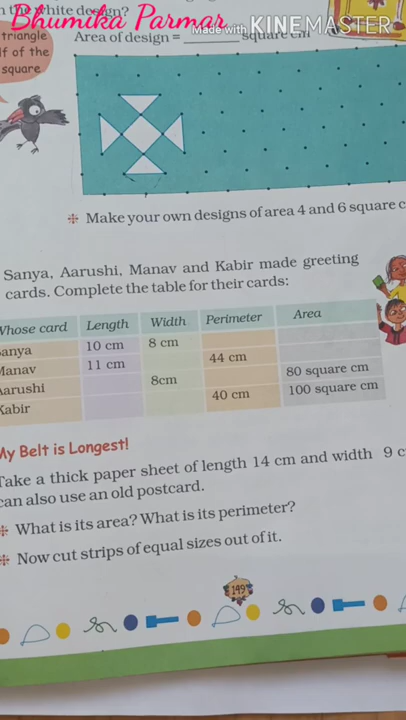 n the white design?
Bhumika Parmar
Made with KINEMASTER
triangle
lf of the
square
Area of design = ________ square cm
❉ Make your own designs of area 4 and 6 square c
Sanya, Aarushi, Manav and Kabir made greeting
cards. Complete the table for their cards:
Whose card Length Width Perimeter Area
Sanya 10 cm 8 cm
Manav 11 cm 44 cm
Aarushi 8cm 80 square cm
Kabir 40 cm 100 square cm
My Belt is Longest!
Take a thick paper sheet of length 14 cm and width 9 c
can also use an old postcard.
❉ What is its area? What is its perimeter?
❉ Now cut strips of equal sizes out of it.
149